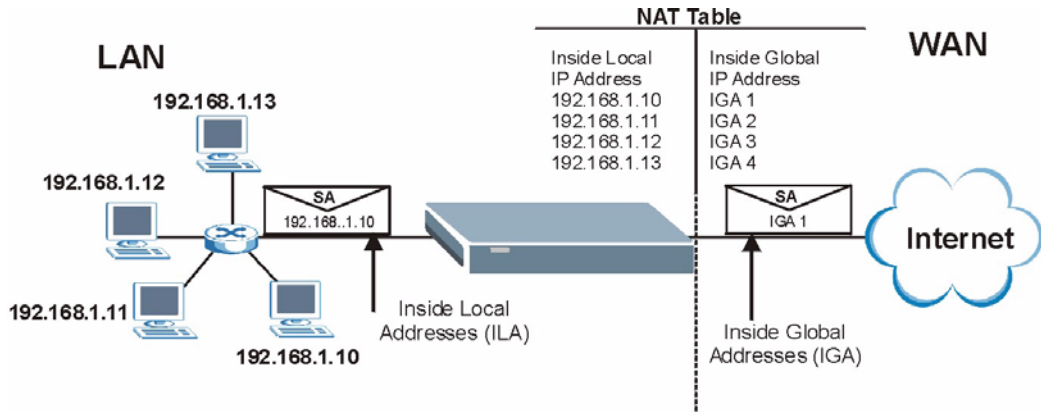 NAT Table
LAN
WAN
Inside Local
IP Address
192.168.1.10
192.168.1.11
192.168.1.12
192.168.1.13
Inside Global
IP Address
IGA 1
IGA 2
IGA 3
IGA 4
192.168.1.13
192.168.1.12
192.168.1.11
192.168.1.10
SA
192.168..1.10
SA
IGA 1
Internet
Inside Local
Addresses (ILA)
Inside Global
Addresses (IGA)